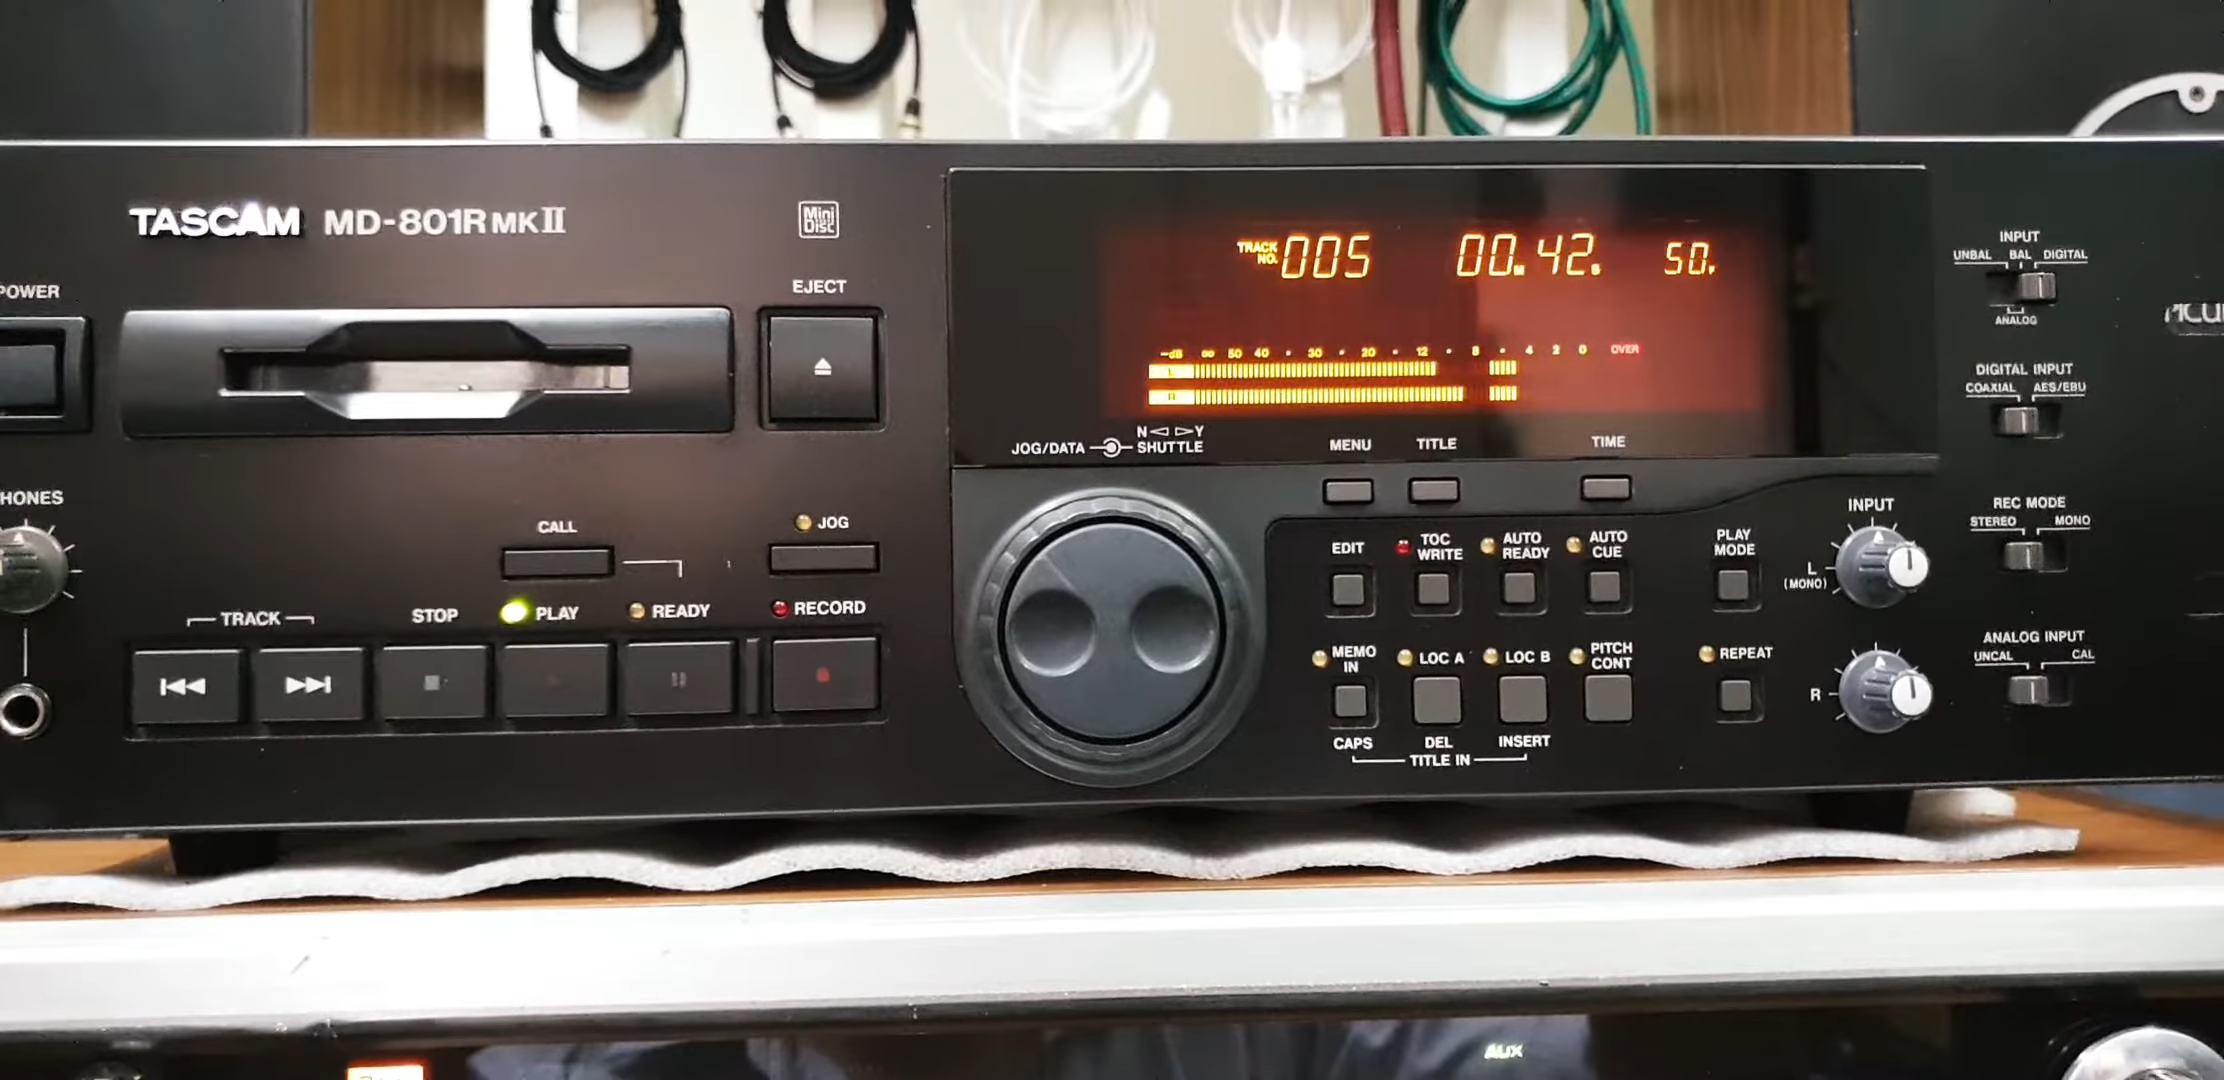 TASCAM MD-801R MKII
Mini Disc
POWER
EJECT
TRACK NO. 005 00M 42S 50F
-dB ∞ 50 40 • 30 • 20 • 12 • 8 • 4 2 0 OVER
L
R
JOG/DATA
N ◁ ▷ Y
SHUTTLE
MENU TITLE TIME
INPUT
UNBAL BAL DIGITAL
ANALOG
DIGITAL INPUT
COAXIAL AES/EBU
REC MODE
STEREO MONO
ANALOG INPUT
UNCAL CAL
HONES
CALL
JOG
TRACK
STOP
PLAY
READY
RECORD
EDIT
TOC WRITE
AUTO READY
AUTO CUE
PLAY MODE
INPUT
L
(MONO)
R
MEMO IN
LOC A
LOC B
PITCH CONT
REPEAT
CAPS
DEL
INSERT
TITLE IN
AUX